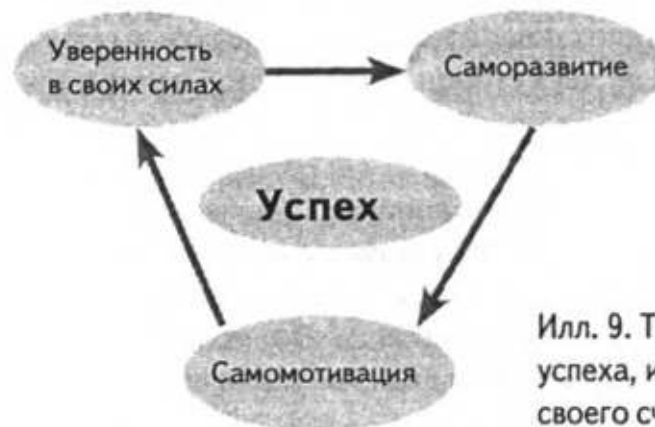 Уверенность
в своих силах
Саморазвитие
Успех
Самомотивация
Илл. 9.
успеха,
своего